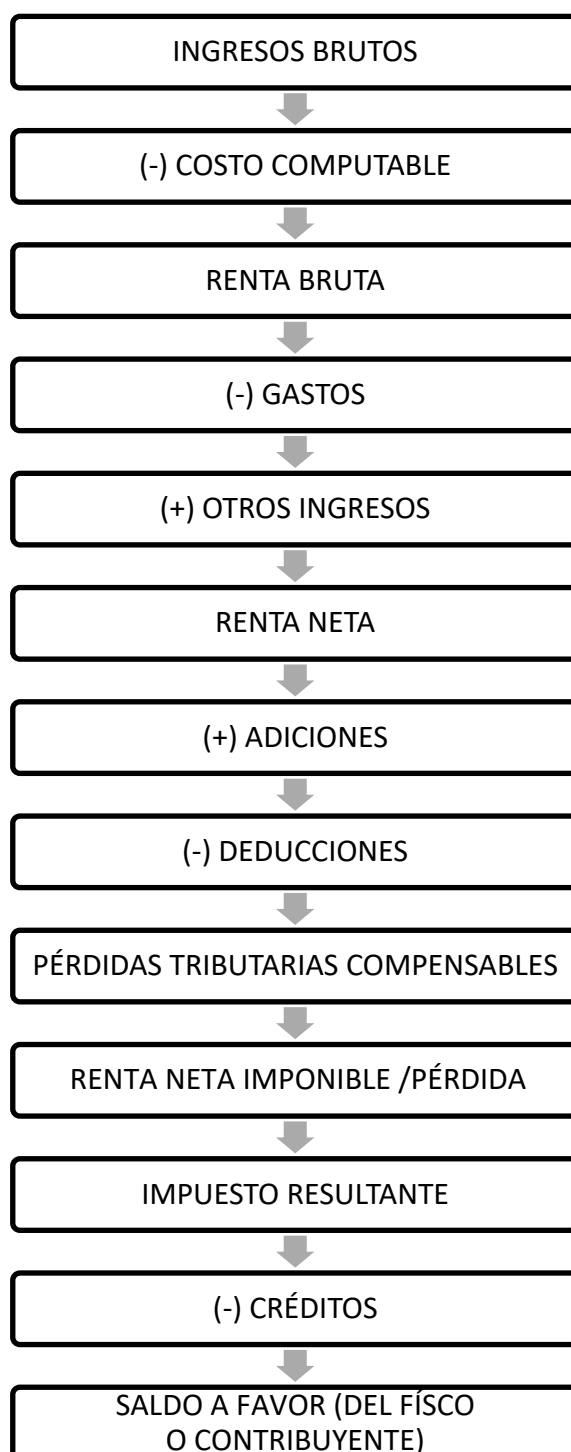 INGRESOS BRUTOS
(-) COSTO COMPUTABLE
RENTA BRUTA
(-) GASTOS
(+) OTROS INGRESOS
RENTA NETA
(+) ADICIONES
(-) DEDUCCIONES
PÉRDIDAS TRIBUTARIAS COMPENSABLES
RENTA NETA IMPONIBLE /PÉRDIDA
IMPUESTO RESULTANTE
(-) CRÉDITOS
SALDO A FAVOR (DEL FÍSCO
O CONTRIBUYENTE)